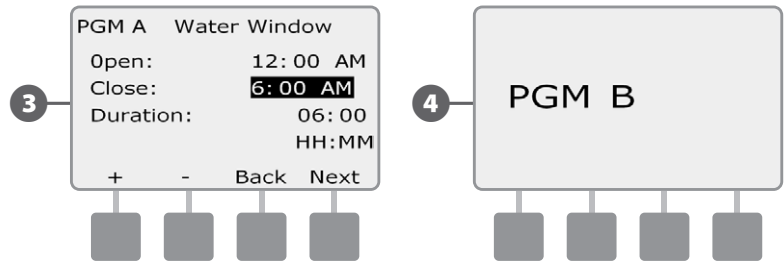 PGM A Water Window
Open: 12:00 AM
Close: 6:00 AM
Duration: 06:00
HH:MM
+ - Back Next
3
PGM B
4